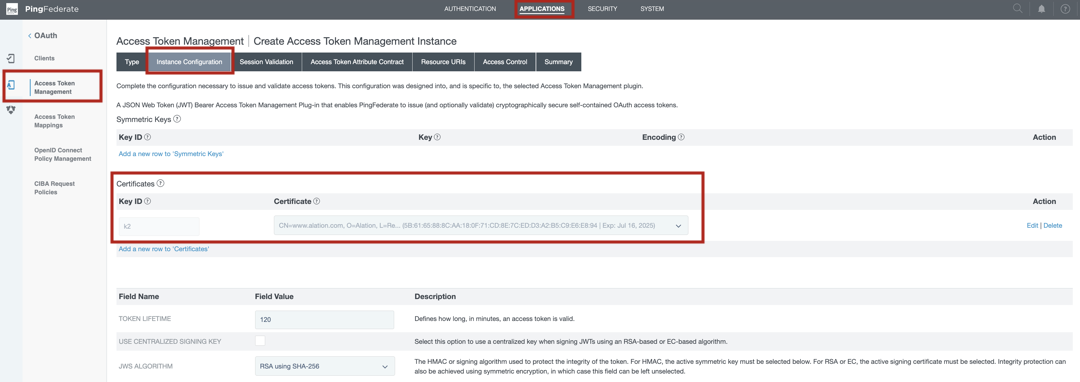 Ping PingFederate AUTHENTICATION APPLICATIONS SECURITY SYSTEM
OAuth
Clients
Access Token
Management
Access Token
Mappings
OpenID Connect
Policy Management
CIBA Request
Policies
Access Token Management | Create Access Token Management Instance
Type Instance Configuration Session Validation Access Token Attribute Contract Resource URIs Access Control Summary
Complete the configuration necessary to issue and validate access tokens. This configuration was designed into, and is specific to, the selected Access Token Management plugin.
A JSON Web Token (JWT) Bearer Access Token Management Plug-in that enables PingFederate to issue (and optionally validate) cryptographically secure self-contained OAuth access tokens.
Symmetric Keys
Key ID Key Encoding Action
Add a new row to 'Symmetric Keys'
Certificates
Key ID Certificate Action
k2 CN=www.alation.com, O=Alation, L=Re... (5B:61:65:88:8C:AA:18:0F:71:CD:8E:7C:ED:D3:A2:B5:C9:E6:E8:94 | Exp: Jul 16, 2025) Edit | Delete
Add a new row to 'Certificates'
Field Name Field Value Description
TOKEN LIFETIME 120 Defines how long, in minutes, an access token is valid.
USE CENTRALIZED SIGNING KEY Select this option to use a centralized key when signing JWTs using an RSA-based or EC-based algorithm.
JWS ALGORITHM RSA using SHA-256 The HMAC or signing algorithm used to protect the integrity of the token. For HMAC, the active symmetric key must be selected below. For RSA or EC, the active signing certificate must be selected. Integrity protection can
also be achieved using symmetric encryption, in which case this field can be left unselected.